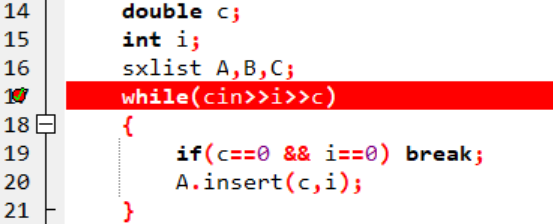 14 double c;
15 int i;
16 sxlist A,B,C;
17 while(cin>>i>>c)
18 {
19 if(c==0 && i==0) break;
20 A.insert(c,i);
21 }